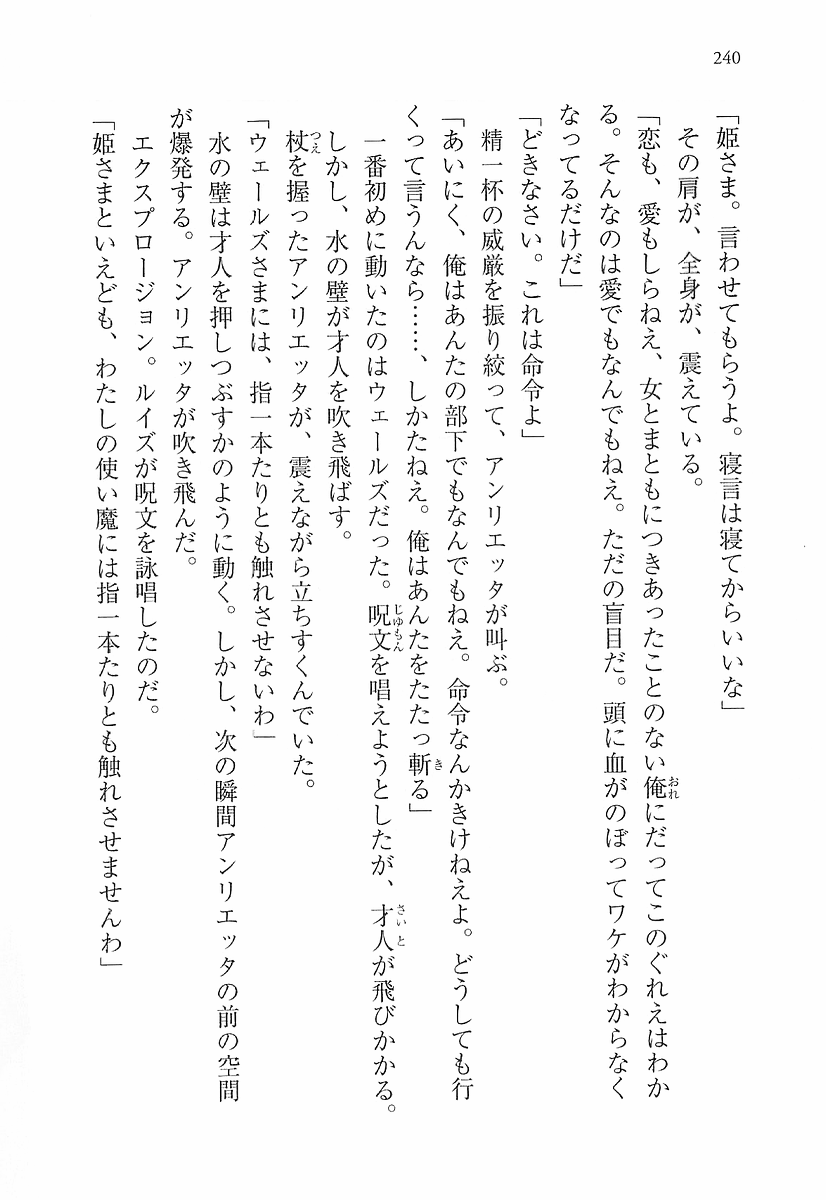 240
「姫さま。言わせてもらうよ。寝言は寝てからいいな」
その肩が、全身が、震えている。
「恋も、愛もしらねえ、女とまともにつきあったことのない俺にだってこのぐれえはわか
る。そんなのは愛でもなんでもねえ。ただの盲目だ。頭に血がのぼってワケがわからなく
なってるだけだ」
「どきなさい。これは命令よ」
精一杯の威厳を振り絞って、アンリエッタが叫ぶ。
「あいにく、俺はあんたの部下でもなんでもねえ。命令なんかきけねえよ。どうしても行
くって言うんなら……、しかたねえ。俺はあんたをたたっ斬る」
一番初めに動いたのはウェールズだった。呪文を唱えようとしたが、才人が飛びかかる。
しかし、水の壁が才人を吹き飛ばす。
杖を握ったアンリエッタが、震えながら立ちすくんでいた。
「ウェールズさまには、指一本たりとも触れさせないわ」
水の壁は才人を押しつぶすかのように動く。しかし、次の瞬間アンリエッタの前の空間
が爆発する。アンリエッタが吹き飛んだ。
エクスプロージョン。ルイズが呪文を詠唱したのだ。
「姫さまといえども、わたしの使い魔には指一本たりとも触れさせませんわ」